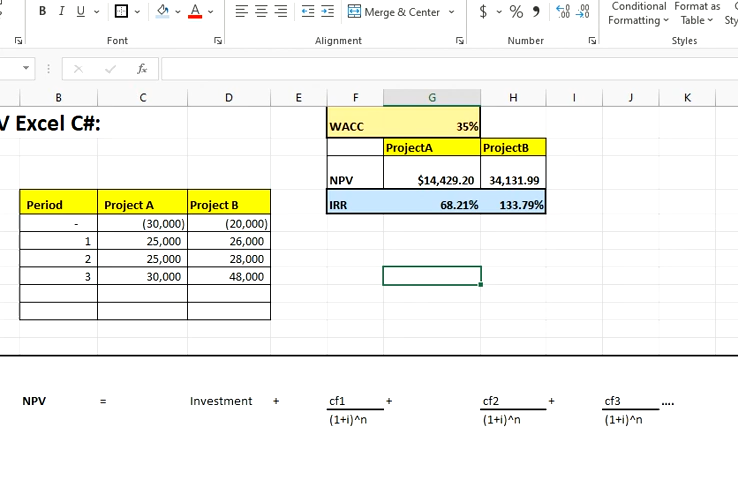 B I U A Merge & Center $ % 9 .00 .00 Conditional Format as
Formatting Table Sty
Font Alignment Number Styles
fx
B C D E F G H I J K
V Excel C#:
WACC 35%
ProjectA ProjectB
NPV $14,429.20 34,131.99
Period Project A Project B IRR 68.21% 133.79%
- (30,000) (20,000)
1 25,000 26,000
2 25,000 28,000
3 30,000 48,000
NPV = Investment + cf1 + cf2 + cf3 ....
(1+i)^n (1+i)^n (1+i)^n